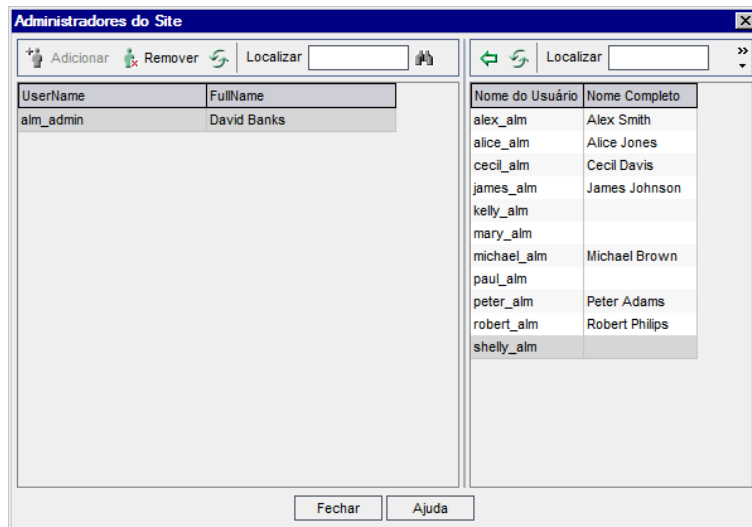 Administradores do Site
Adicionar Remover Localizar
Localizar
UserName FullName
alm_admin David Banks
Nome do Usuário Nome Completo
alex_alm Alex Smith
alice_alm Alice Jones
cecil_alm Cecil Davis
james_alm James Johnson
kelly_alm
mary_alm
michael_alm Michael Brown
paul_alm
peter_alm Peter Adams
robert_alm Robert Philips
shelly_alm
Fechar Ajuda